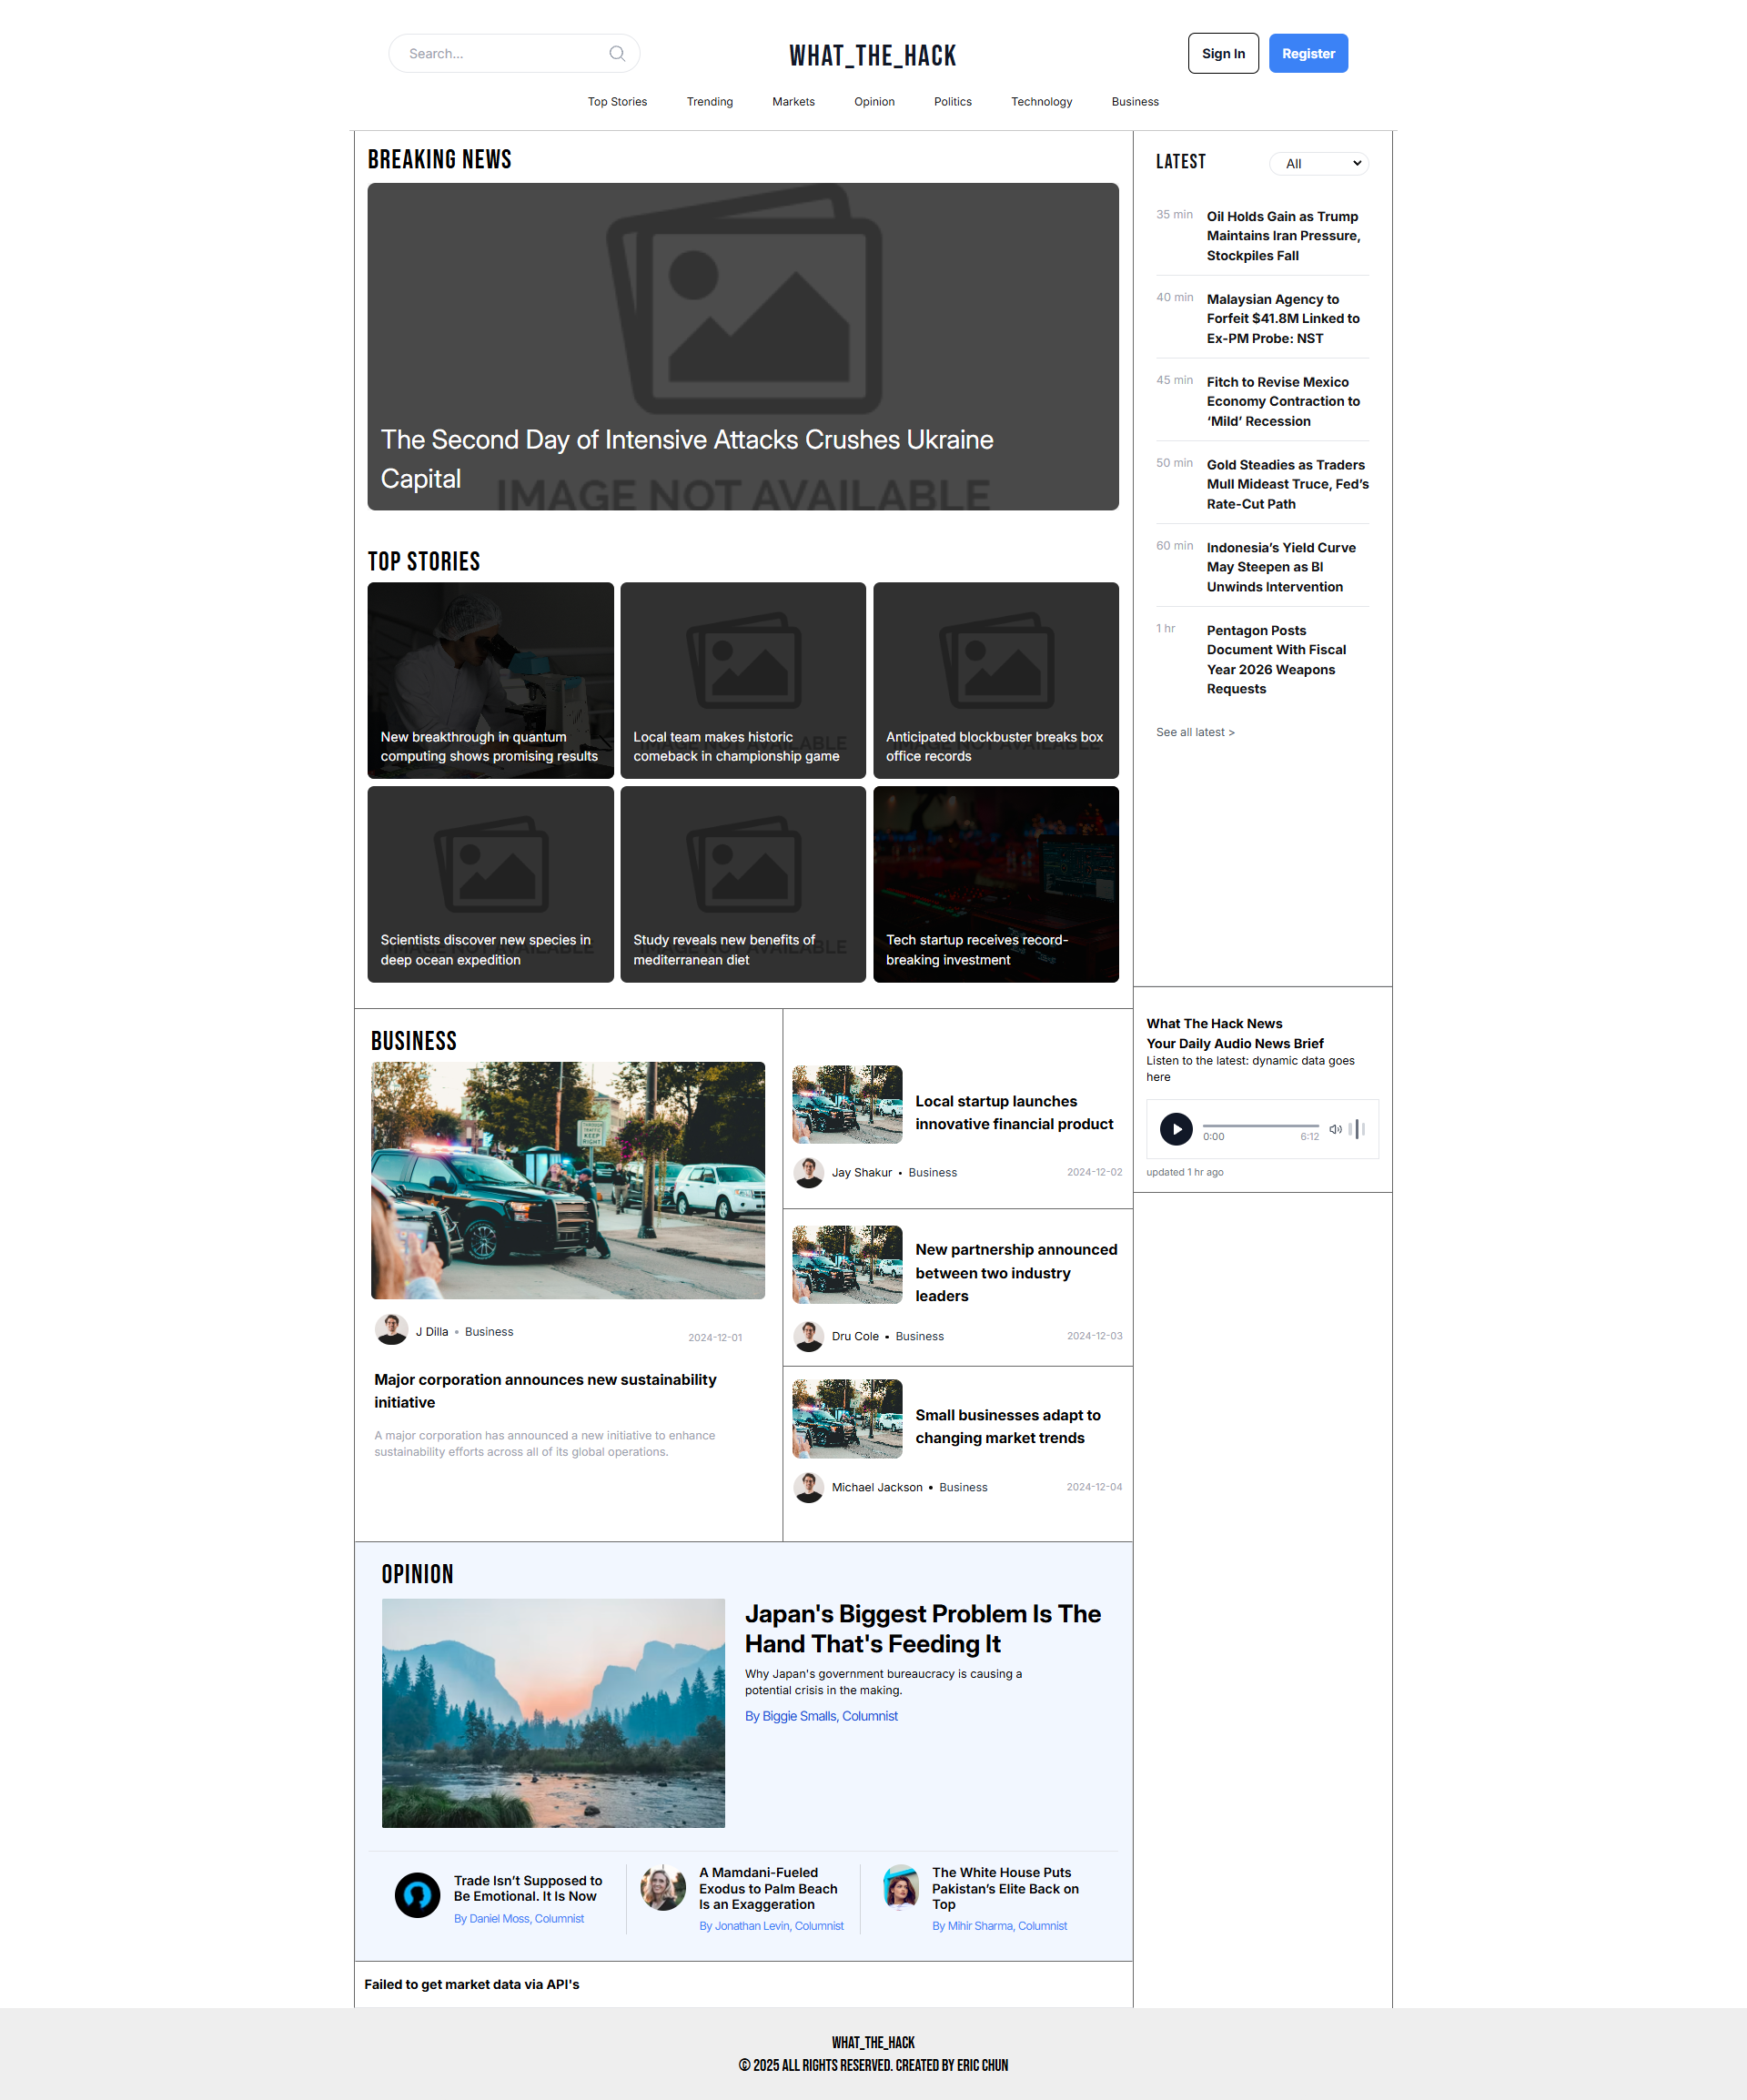 Search...
WHAT_THE_HACK
Sign In
Register
Top Stories
Trending
Markets
Opinion
Politics
Technology
Business
BREAKING NEWS
The Second Day of Intensive Attacks Crushes Ukraine
Capital
IMAGE NOT AVAILABLE
TOP STORIES
New breakthrough in quantum
computing shows promising results
Local team makes historic
comeback in championship game
IMAGE NOT AVAILABLE
Anticipated blockbuster breaks box
office records
IMAGE NOT AVAILABLE
Scientists discover new species in
deep ocean expedition
IMAGE NOT AVAILABLE
Study reveals new benefits of
mediterranean diet
IMAGE NOT AVAILABLE
Tech startup receives record-
breaking investment
LATEST
All
35 min
Oil Holds Gain as Trump
Maintains Iran Pressure,
Stockpiles Fall
40 min
Malaysian Agency to
Forfeit $41.8M Linked to
Ex-PM Probe: NST
45 min
Fitch to Revise Mexico
Economy Contraction to
‘Mild’ Recession
50 min
Gold Steadies as Traders
Mull Mideast Truce, Fed’s
Rate-Cut Path
60 min
Indonesia’s Yield Curve
May Steepen as BI
Unwinds Intervention
1 hr
Pentagon Posts
Document With Fiscal
Year 2026 Weapons
Requests
See all latest >
What The Hack News
Your Daily Audio News Brief
Listen to the latest: dynamic data goes
here
0:00
6:12
updated 1 hr ago
BUSINESS
THROUGH
TRAFFIC
KEEP
RIGHT
J Dilla • Business
2024-12-01
Major corporation announces new sustainability
initiative
A major corporation has announced a new initiative to enhance
sustainability efforts across all of its global operations.
Local startup launches
innovative financial product
Jay Shakur • Business
2024-12-02
New partnership announced
between two industry
leaders
Dru Cole • Business
2024-12-03
Small businesses adapt to
changing market trends
Michael Jackson • Business
2024-12-04
OPINION
Japan's Biggest Problem Is The
Hand That's Feeding It
Why Japan's government bureaucracy is causing a
potential crisis in the making.
By Biggie Smalls, Columnist
Trade Isn’t Supposed to
Be Emotional. It Is Now
By Daniel Moss, Columnist
A Mamdani-Fueled
Exodus to Palm Beach
Is an Exaggeration
By Jonathan Levin, Columnist
The White House Puts
Pakistan’s Elite Back on
Top
By Mihir Sharma, Columnist
Failed to get market data via API's
WHAT_THE_HACK
© 2025 ALL RIGHTS RESERVED. CREATED BY ERIC CHUN